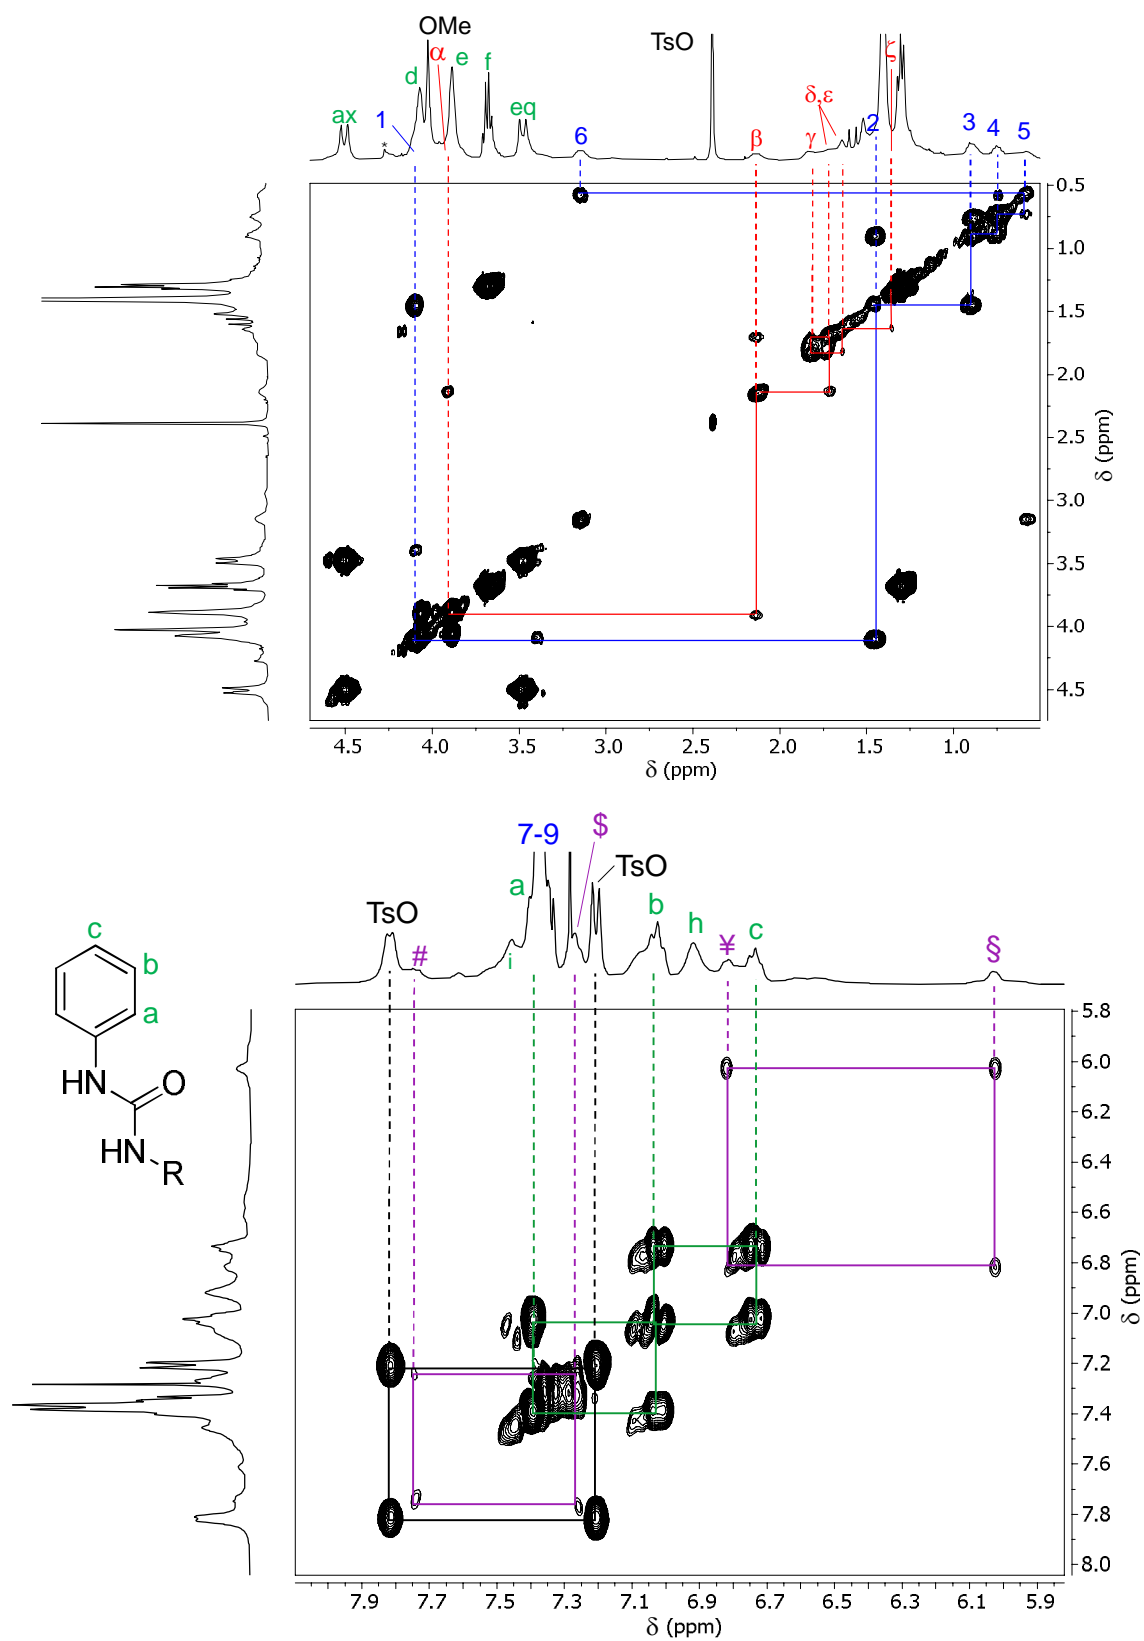 OMe
TsO
α
e
ζ
d
f
δ,ε
ax
1
*
eq
6
β
γ
2
3
4
5
0.5
1.0
1.5
2.0
2.5
3.0
3.5
4.0
4.5
δ (ppm)
4.5 4.0 3.5 3.0 2.5 2.0 1.5 1.0
δ (ppm)
7-9
$
TsO
a
TsO
b
h
#
i
¥
c
§
c
b
a
HN
O
HN
R
5.8
6.0
6.2
6.4
6.6
6.8
7.0
7.2
7.4
7.6
7.8
8.0
δ (ppm)
7.9 7.7 7.5 7.3 7.1 6.9 6.7 6.5 6.3 6.1 5.9
δ (ppm)